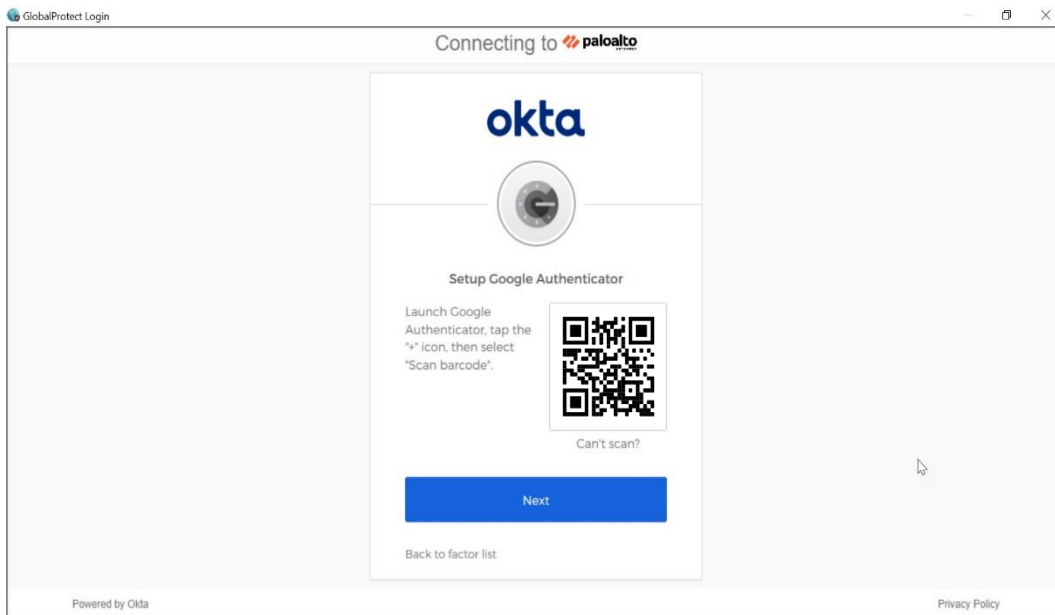 GlobalProtect Login
Connecting to paloalto
okta
Setup Google Authenticator
Launch Google
Authenticator, tap the
"+" icon, then select
"Scan barcode".
Can't scan?
Next
Back to factor list
Powered by Okta
Privacy Policy